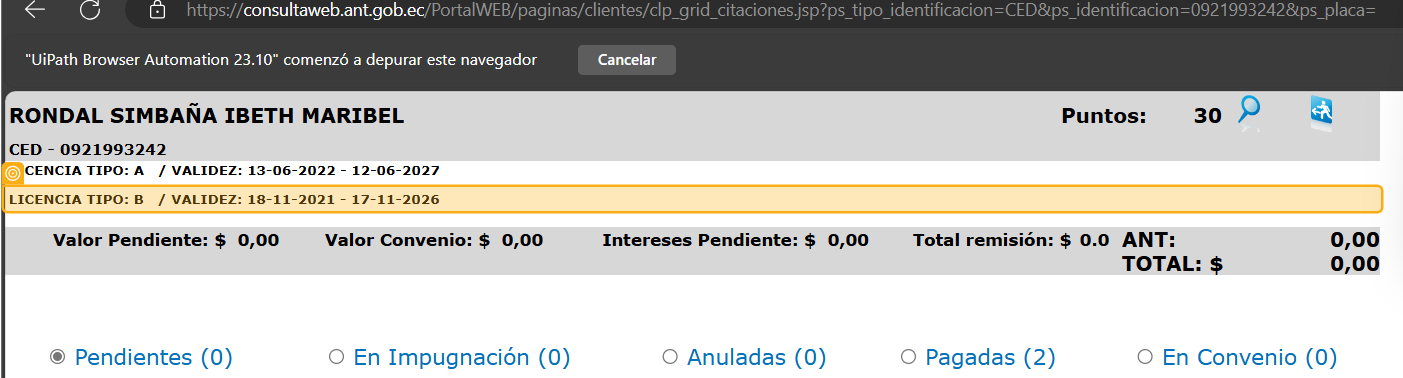 https://consultaweb.ant.gob.ec/PortalWEB/paginas/clientes/clp_grid_citaciones.jsp?ps_tipo_identificacion=CED&ps_identificacion=0921993242&ps_placa=
"UiPath Browser Automation 23.10" comenzó a depurar este navegador Cancelar
RONDAL SIMBAÑA IBETH MARIBEL Puntos: 30
CED - 0921993242
CENCIA TIPO: A / VALIDEZ: 13-06-2022 - 12-06-2027
LICENCIA TIPO: B / VALIDEZ: 18-11-2021 - 17-11-2026
Valor Pendiente: $ 0,00 Valor Convenio: $ 0,00 Intereses Pendiente: $ 0,00 Total remisión: $ 0.0 ANT: 0,00
TOTAL: $ 0,00
Pendientes (0) En Impugnación (0) Anuladas (0) Pagadas (2) En Convenio (0)